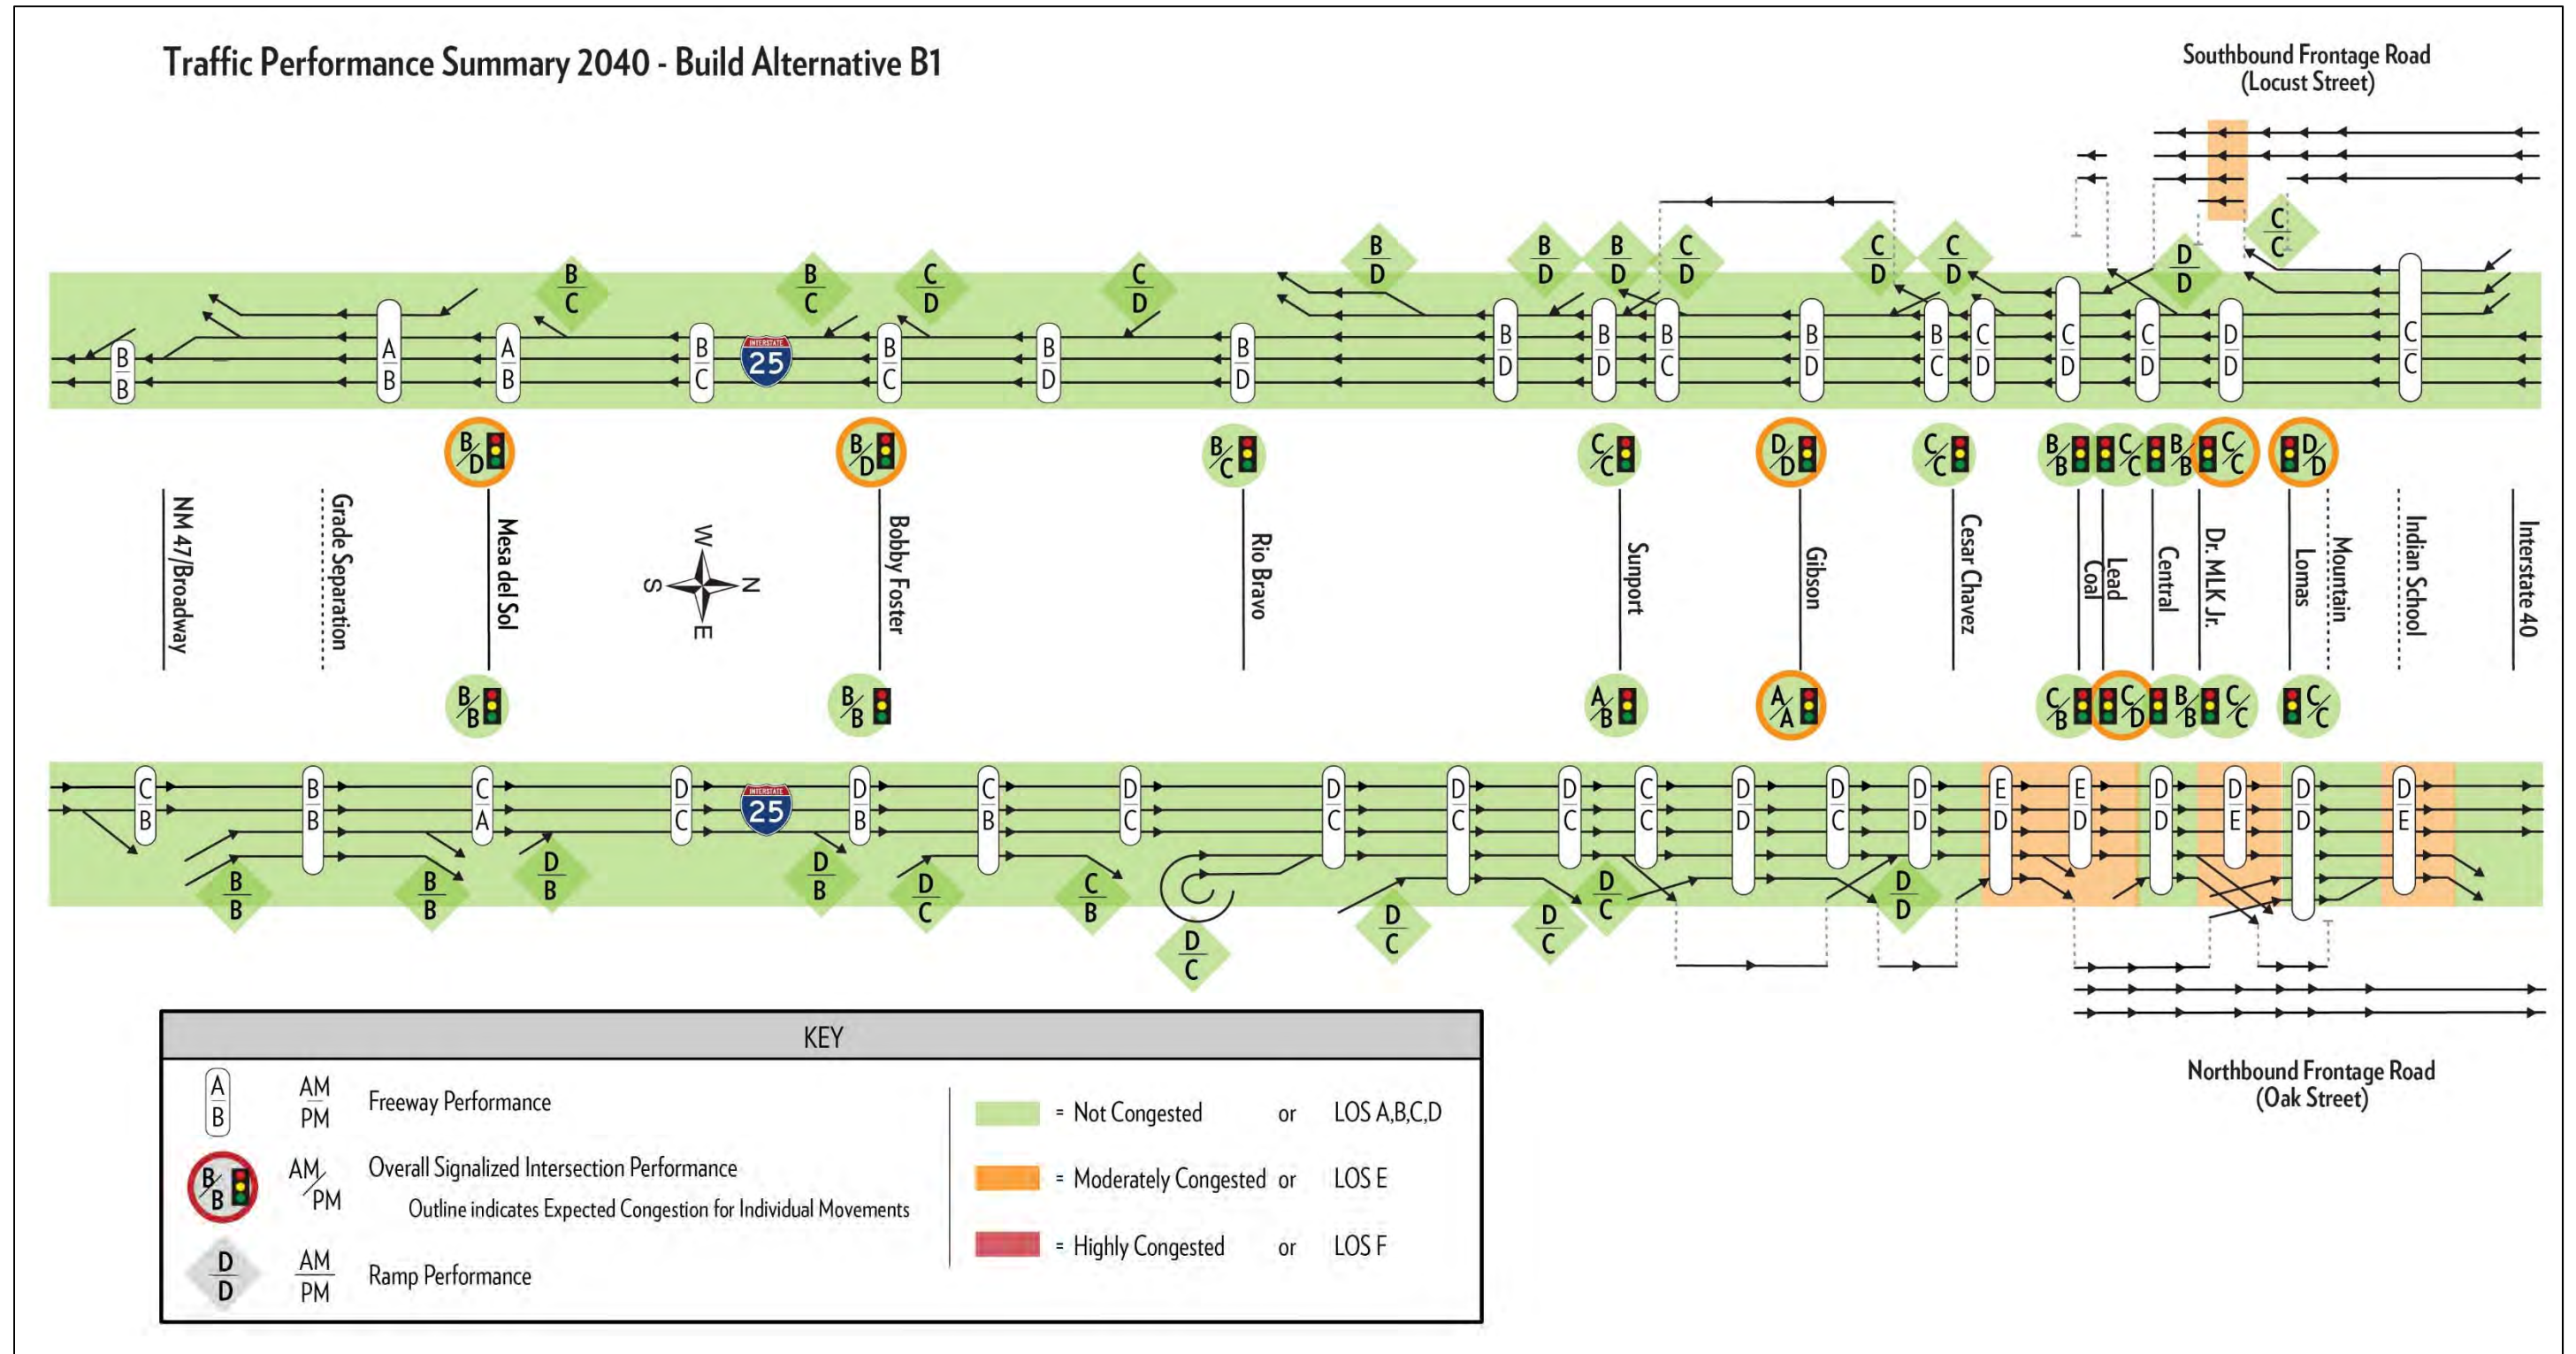 Traffic Performance Summary 2040 - Build Alternative B1
Southbound Frontage Road
(Locust Street)
C
C
D
D
B
D
B
D
B
D
C
D
C
D
C
D
B
C
B
C
C
D
C
D
B
B
A
B
A
B
B
C
INTERSTATE
25
B
C
B
D
B
D
B
D
B
D
B
C
B
D
B
C
C
D
C
D
C
D
D
D
C
C
B/D
B/D
B/C
C/C
D/D
C/C
B/B
C/C
B/B
C/C
D/D
NM 47/Broadway
Grade Separation
Mesa del Sol
W
S
N
E
Bobby Foster
Rio Bravo
Sunport
Gibson
Cesar Chavez
Coal
Lead
Central
Dr. MLK Jr.
Lomas
Mountain
Indian School
Interstate 40
B/B
B/B
A/B
A/A
C/B
C/D
B/B
C/C
C/C
C
B
B
B
C
A
D
C
INTERSTATE
25
D
B
C
B
D
C
D
C
D
C
D
C
C
C
D
D
D
C
D
D
E
D
E
D
D
D
D
E
D
D
D
E
B
B
B
B
D
B
D
B
D
C
C
B
D
C
D
C
D
C
D
C
D
D
Northbound Frontage Road
(Oak Street)
KEY
A
B
AM
PM
Freeway Performance
B/B
AM/PM
Overall Signalized Intersection Performance
Outline indicates Expected Congestion for Individual Movements
D
D
AM
PM
Ramp Performance
= Not Congested or LOS A,B,C,D
= Moderately Congested or LOS E
= Highly Congested or LOS F